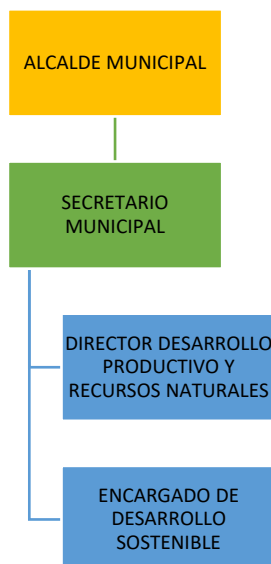 ALCALDE MUNICIPAL
SECRETARIO
MUNICIPAL
DIRECTOR DESARROLLO
PRODUCTIVO Y
RECURSOS NATURALES
ENCARGADO DE
DESARROLLO
SOSTENIBLE